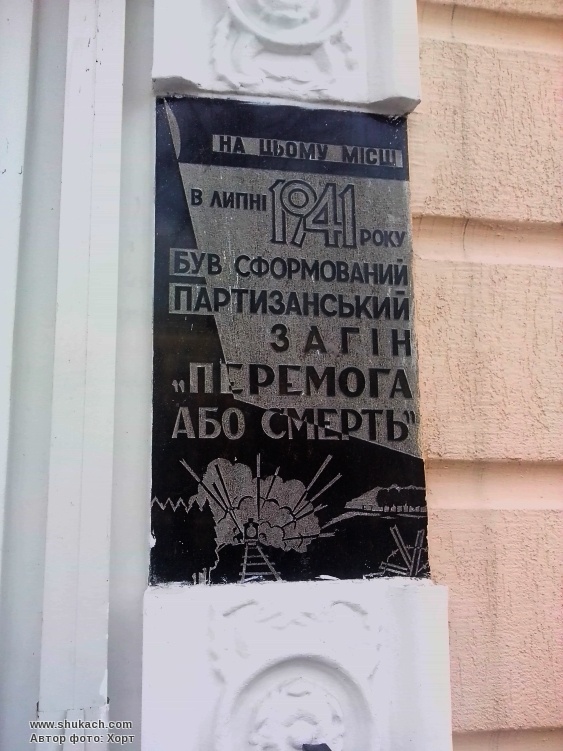 НА ЦЬОМУ МІСЦІ
В ЛИПНІ 1941 РОКУ
БУВ СФОРМОВАНИЙ
ПАРТИЗАНСЬКИЙ
ЗАГІН
„ПЕРЕМОГА
АБО СМЕРТЬ"
www.shukach.com
Автор фото: Хорт